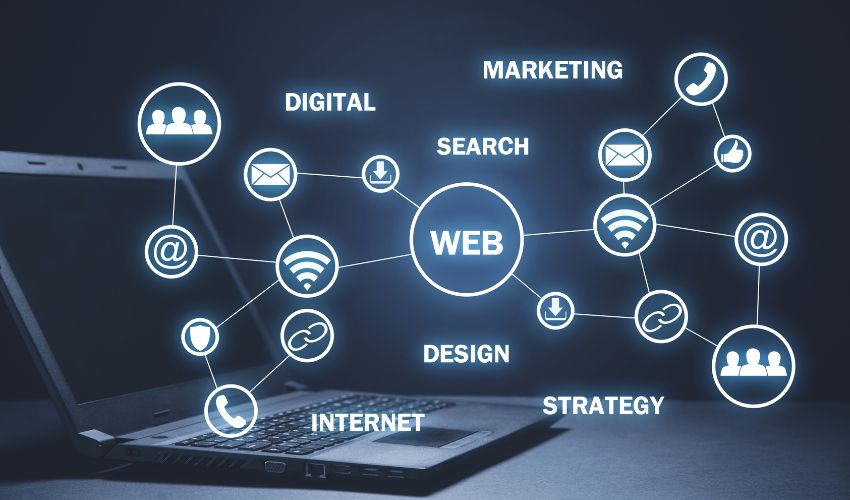 MARKETING
DIGITAL
SEARCH
WEB
DESIGN
STRATEGY
INTERNET